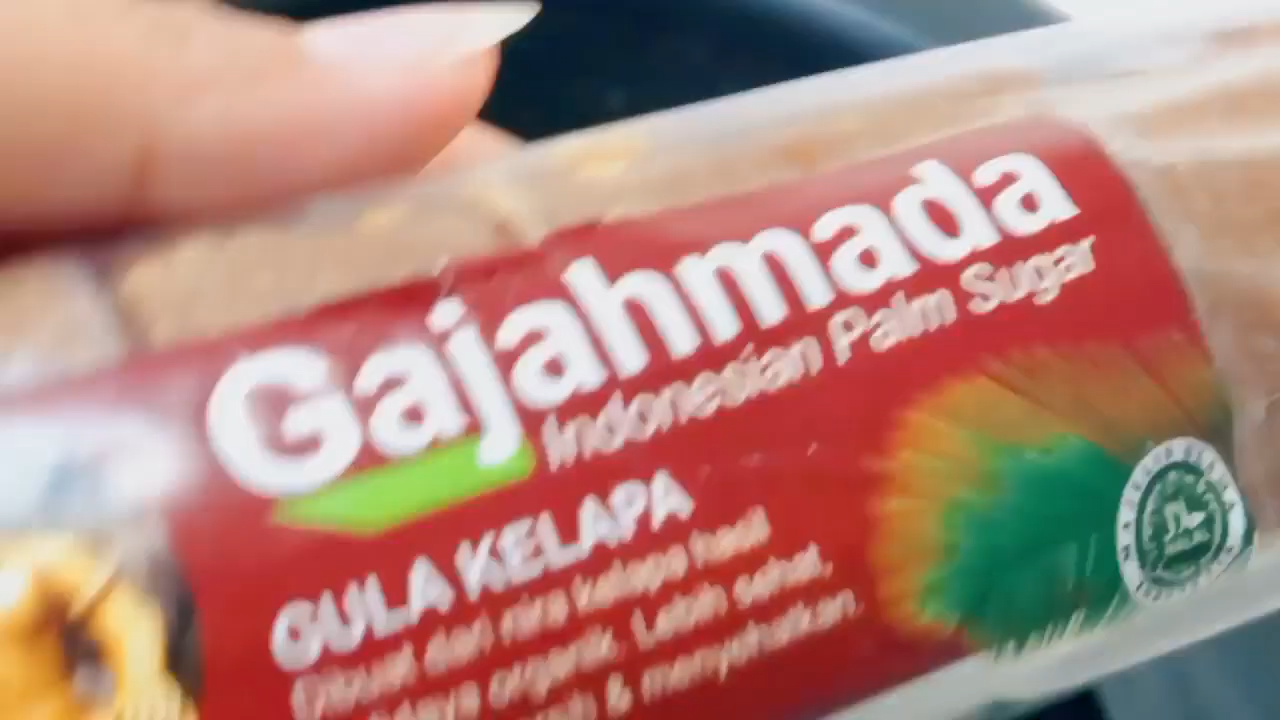 Gajahmada
Indonesian Palm Sugar
GULA KELAPA
Dibuat dari nira kelapa hasil
organik. Lebih sehat,
& menyehatkan.